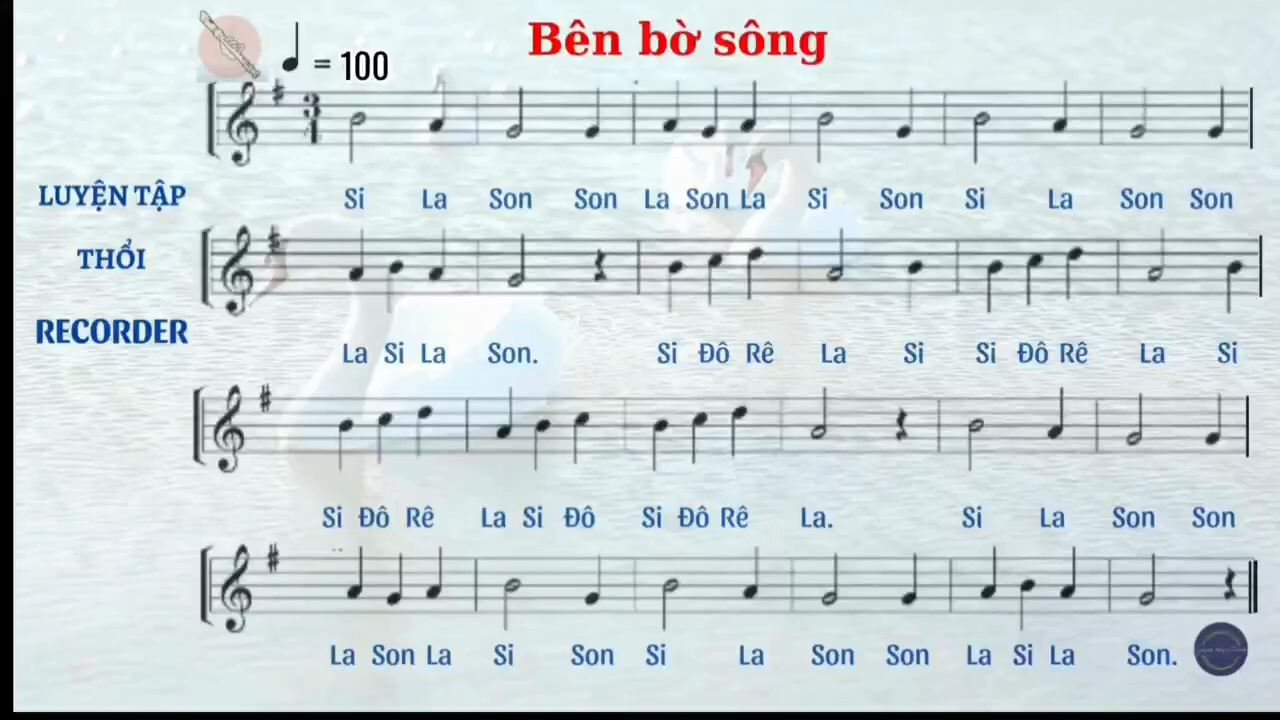 Bên bờ sông
= 100
3
4
Si La Son Son La Son La Si Son Si La Son Son
LUYỆN TẬP
THỔI
RECORDER
La Si La Son. Si Đô Rê La Si Si Đô Rê La Si
Si Đô Rê La Si Đô Si Đô Rê La. Si La Son Son
La Son La Si Son Si La Son Son La Si La Son.